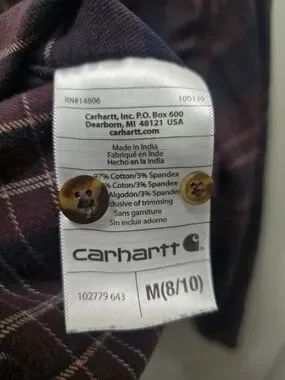 RN#14806 100139
Carhartt, Inc. P.O. Box 600
Dearborn, MI 48121 USA
carhartt.com
Made in India
Fabriqué en Inde
Hecho en la India
97% Cotton/3% Spandex
% Coton/3% Spandex
Algodón/3% Spandex
of trimming
Sans garniture
Sin incluir adorno
carhartt
102779 643
M(8/10)